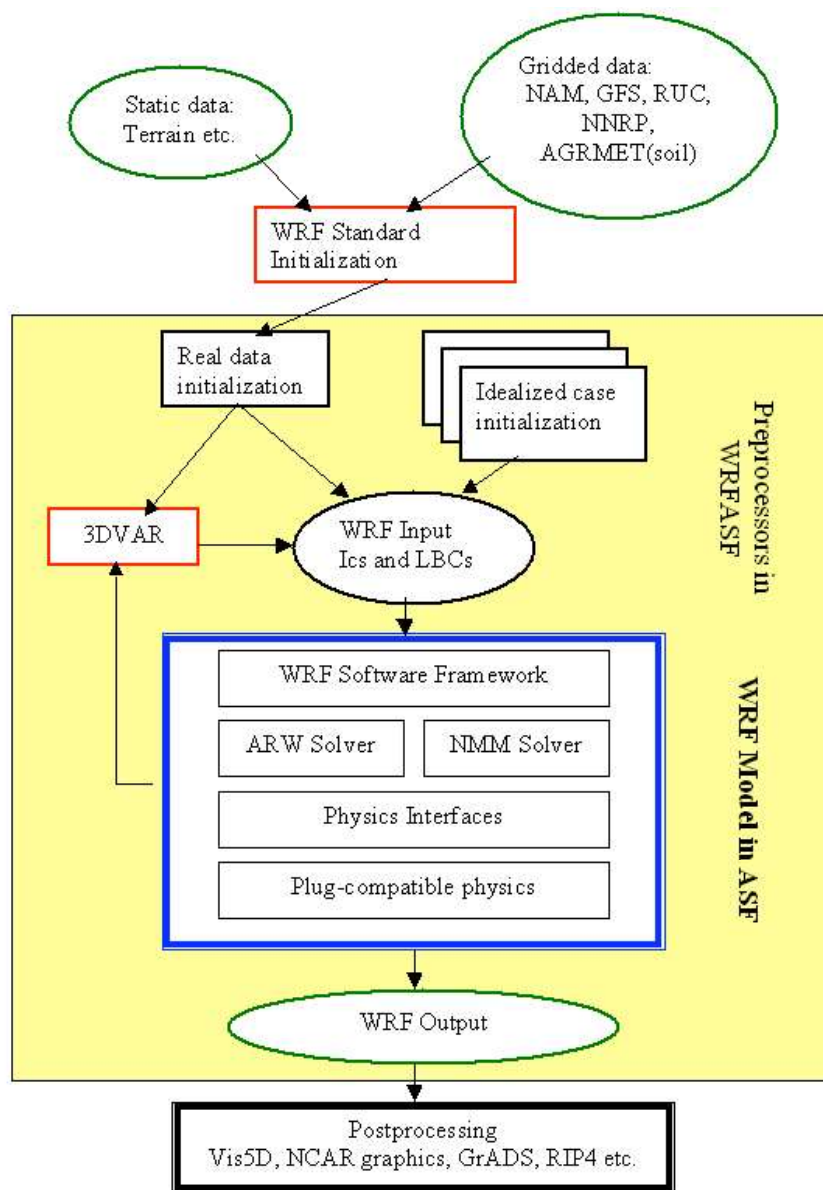 Static data:
Terrain etc.
Gridded data:
NAM, GFS, RUC,
NNRP,
AGRMET(soil)
WRF Standard
Initialization
Real data
initialization
Idealized case
initialization
Preprocessors in
WRFASF
3DVAR
WRF Input
Ics and LBCs
WRF Software Framework
ARW Solver
NMM Solver
Physics Interfaces
Plug-compatible physics
WRF Model in ASF
WRF Output
Postprocessing
Vis5D, NCAR graphics, GrADS, RIP4 etc.